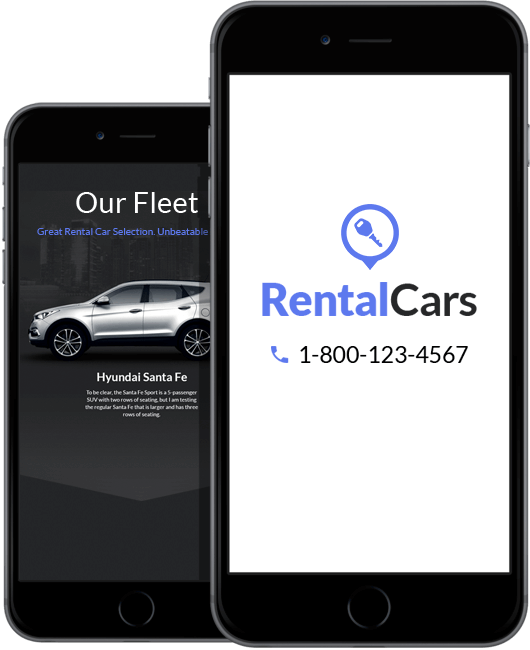 Our Fleet
Great Rental Car Selection. Unbeatable
Hyundai Santa Fe
To be clear, the Santa Fe Sport is a 5-passenger
SUV with two rows of seating, but I am testing
the regular Santa Fe that is larger and has three
rows of seating.
RentalCars
1-800-123-4567